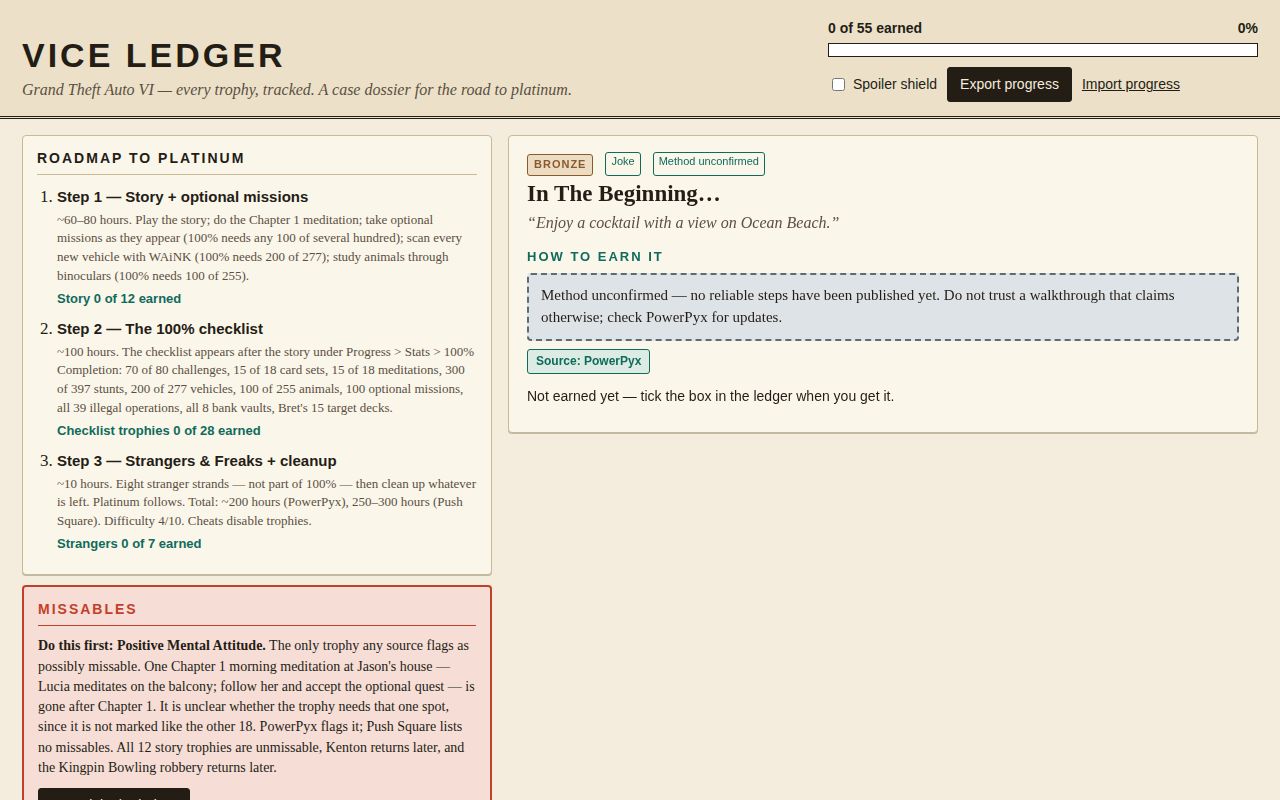 VICE LEDGER
Grand Theft Auto VI — every trophy, tracked. A case dossier for the road to platinum.
0 of 55 earned 0%
Spoiler shield Export progress Import progress
ROADMAP TO PLATINUM
1. Step 1 — Story + optional missions
~60–80 hours. Play the story; do the Chapter 1 meditation; take optional
missions as they appear (100% needs any 100 of several hundred); scan every
new vehicle with WAiNK (100% needs 200 of 277); study animals through
binoculars (100% needs 100 of 255).
Story 0 of 12 earned
2. Step 2 — The 100% checklist
~100 hours. The checklist appears after the story under Progress > Stats > 100%
Completion: 70 of 80 challenges, 15 of 18 card sets, 15 of 18 meditations, 300
of 397 stunts, 200 of 277 vehicles, 100 of 255 animals, 100 optional missions,
all 39 illegal operations, all 8 bank vaults, Bret's 15 target decks.
Checklist trophies 0 of 28 earned
3. Step 3 — Strangers & Freaks + cleanup
~10 hours. Eight stranger strands — not part of 100% — then clean up whatever
is left. Platinum follows. Total: ~200 hours (PowerPyx), 250–300 hours (Push
Square). Difficulty 4/10. Cheats disable trophies.
Strangers 0 of 7 earned
MISSABLES
Do this first: Positive Mental Attitude. The only trophy any source flags as
possibly missable. One Chapter 1 morning meditation at Jason's house —
Lucia meditates on the balcony; follow her and accept the optional quest — is
gone after Chapter 1. It is unclear whether the trophy needs that one spot,
since it is not marked like the other 18. PowerPyx flags it; Push Square lists
no missables. All 12 story trophies are unmissable, Kenton returns later, and
the Kingpin Bowling robbery returns later.
BRONZE Joke Method unconfirmed
In The Beginning…
“Enjoy a cocktail with a view on Ocean Beach.”
HOW TO EARN IT
Method unconfirmed — no reliable steps have been published yet. Do not trust a walkthrough that claims
otherwise; check PowerPyx for updates.
Source: PowerPyx
Not earned yet — tick the box in the ledger when you get it.